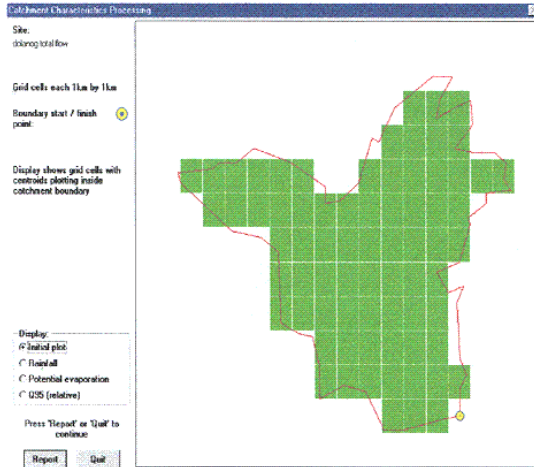 Catchment Characteristics Processing
Site:
dolanog total flow
Grid cells each 1km by 1km
Boundary start / finish
point:
Display shows grid cells with
centroids plotting inside
catchment boundary
Display:
Initial plot
Rainfall
Potential evaporation
Q95 (relative)
Press 'Report' or 'Quit' to
continue
Report
Quit